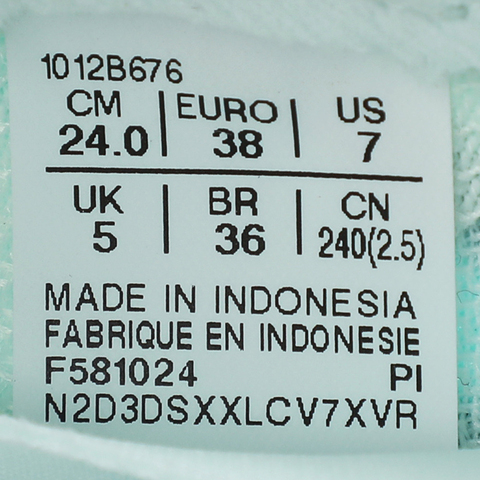 1012B676
CM EURO US
24.0 38 7
UK BR CN
5 36 240(2.5)
MADE IN INDONESIA
FABRIQUE EN INDONESIE
F581024 PI
N2D3DSXXLCV7XVR